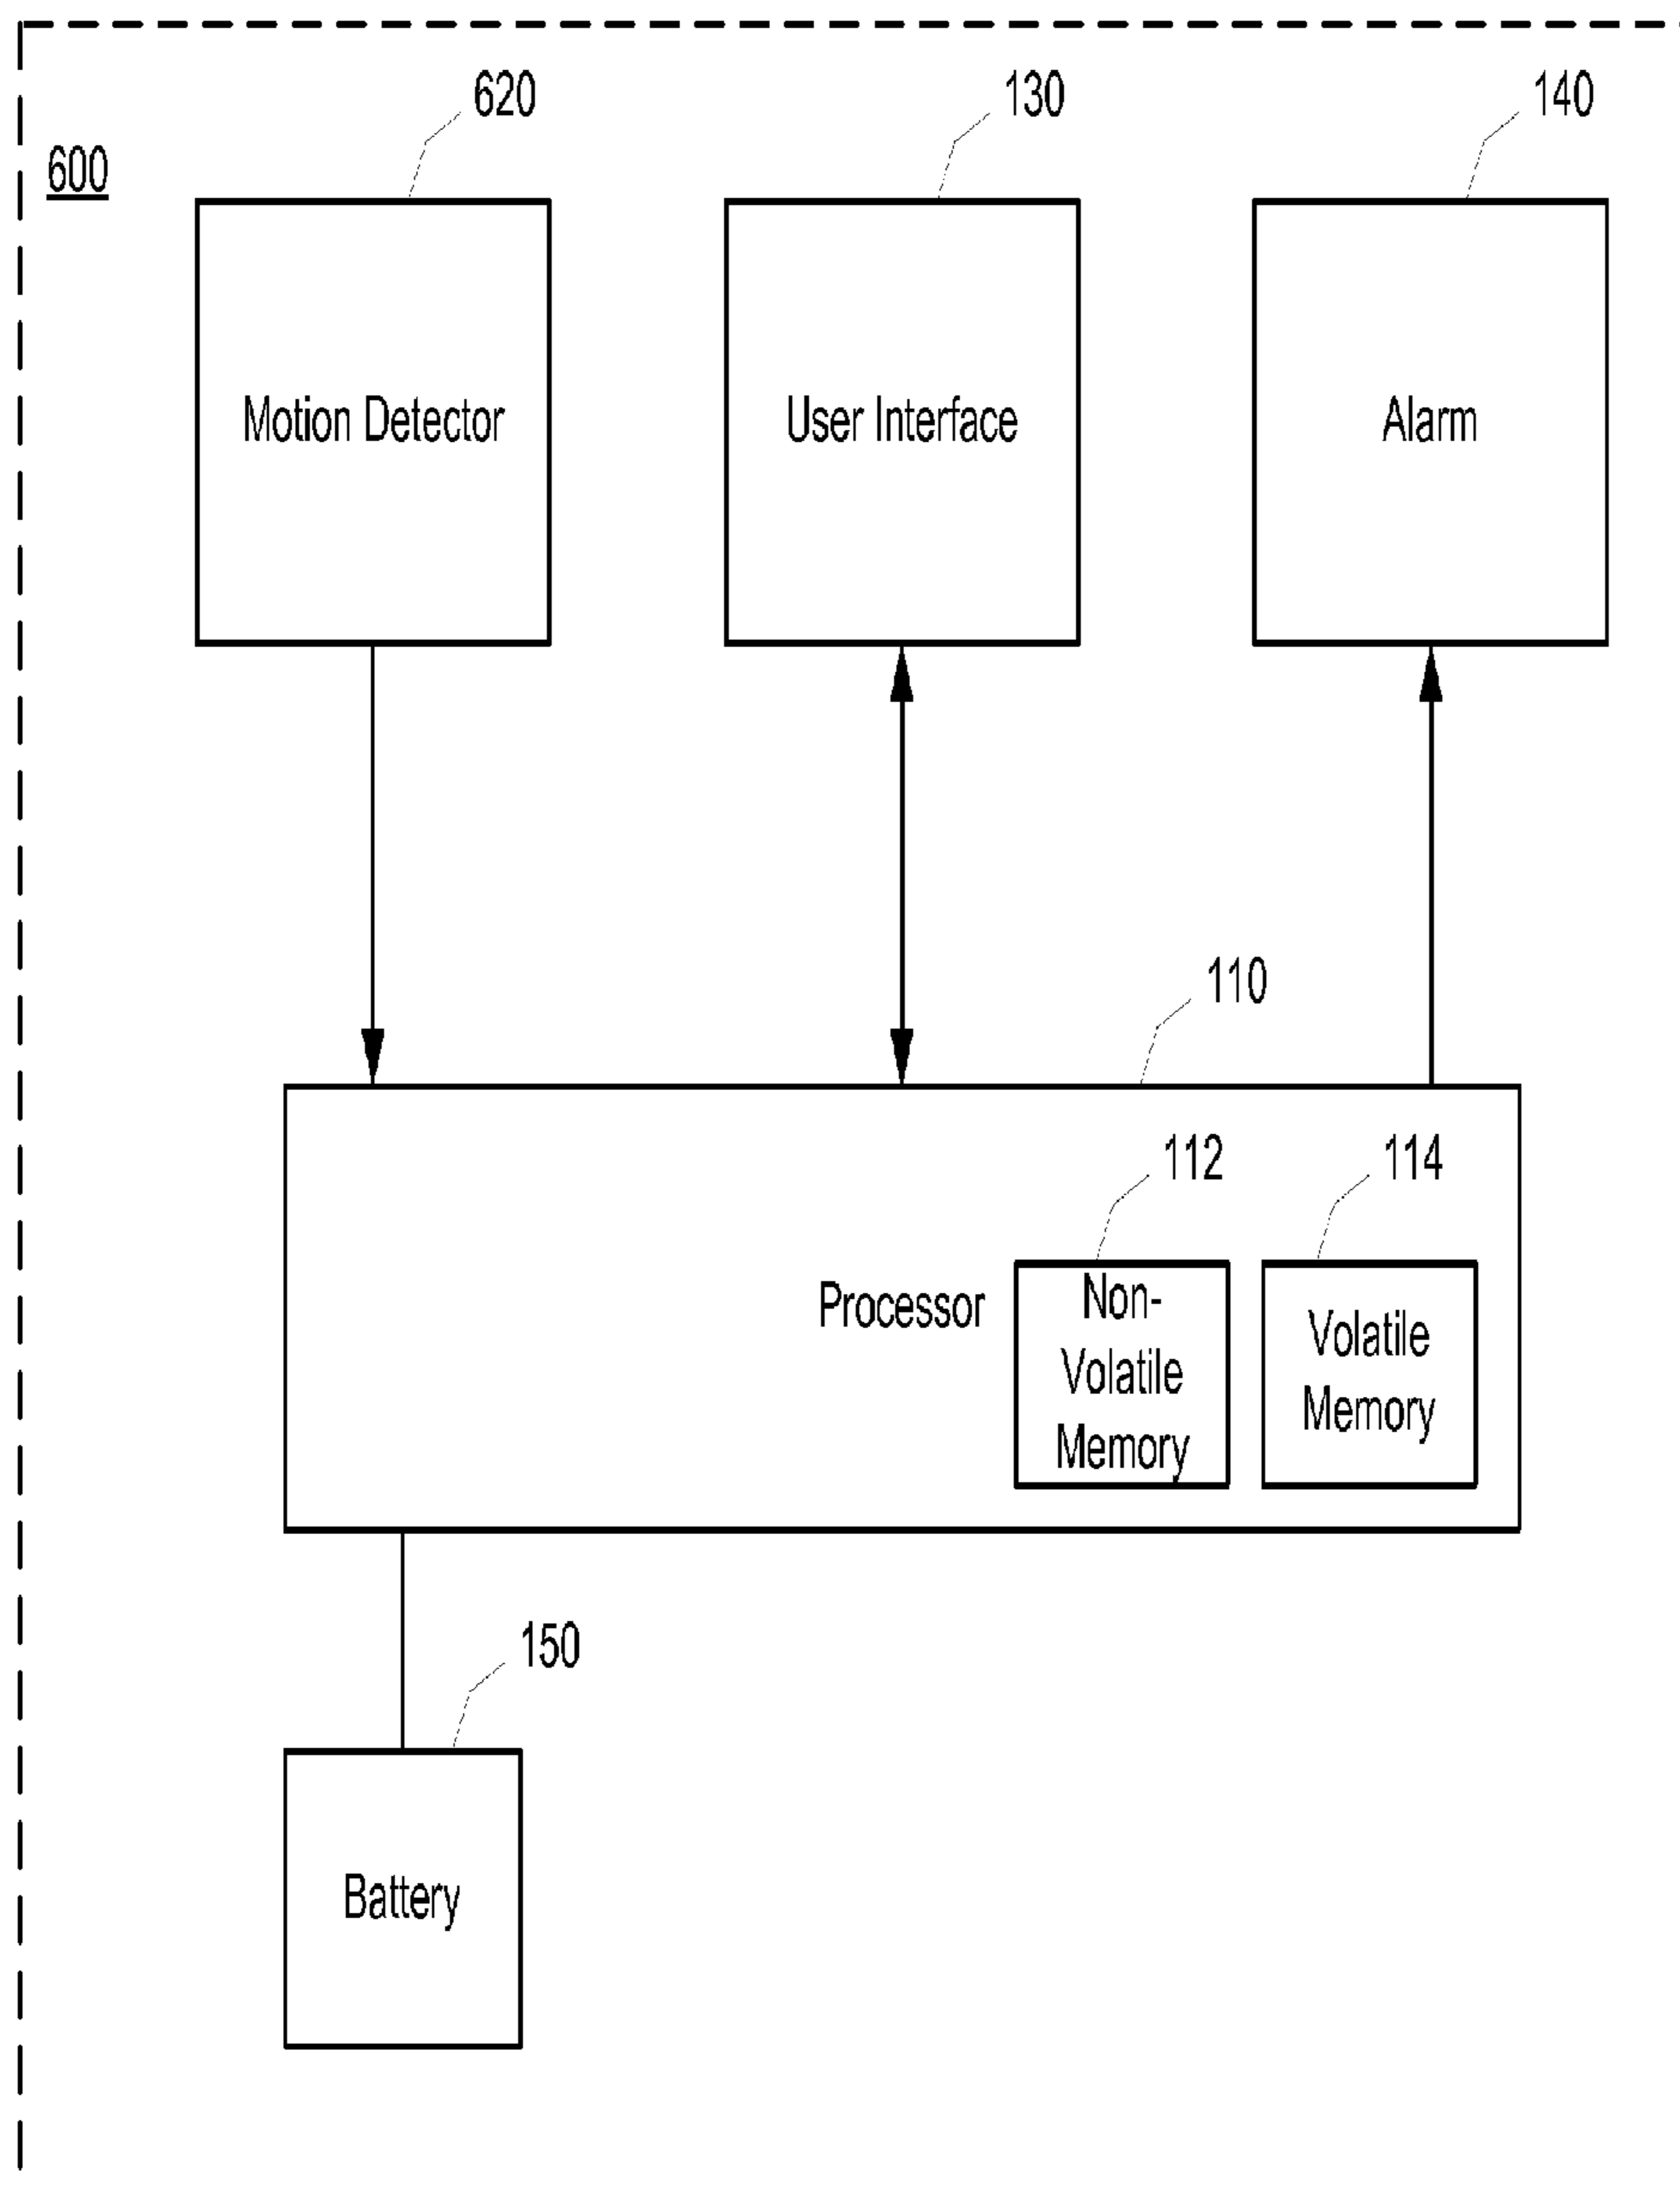 620
130
140
600
Motion Detector
User Interface
Alarm
110
112
114
Processor
Non-
Volatile
Memory
Volatile
Memory
150
Battery